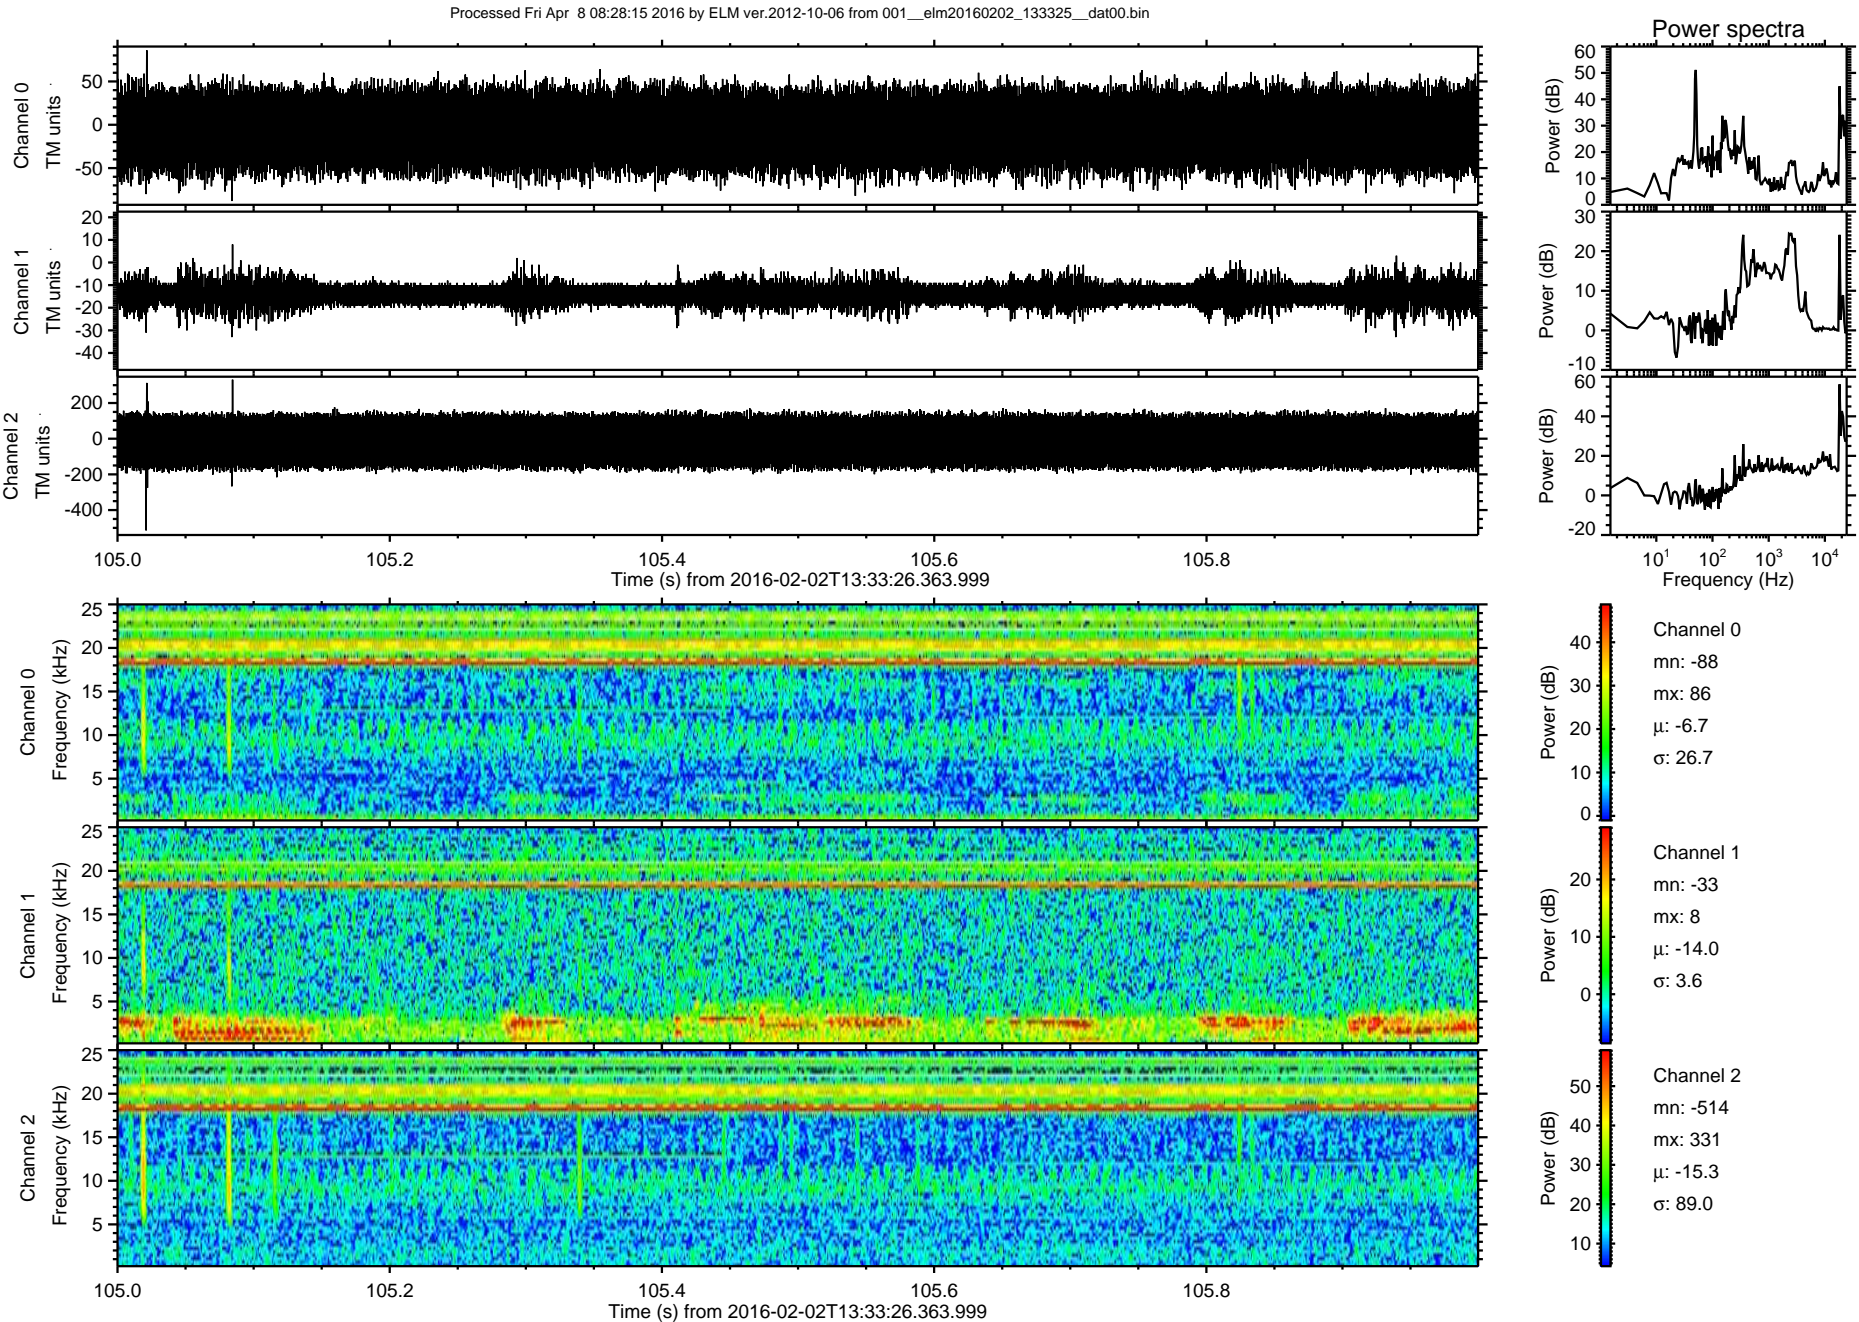 Processed Fri Apr  8 08:28:15 2016 by ELM ver.2012-10-06 from 001__elm20160202_133325__dat00.bin
Power spectra
Channel 0
TM units
50
0
-50
Power (dB)
60
50
40
30
20
10
0
Channel 1
TM units
20
10
0
-10
-20
-30
-40
Power (dB)
30
20
10
0
-10
Channel 2
TM units
200
0
-200
-400
Power (dB)
60
40
20
0
-20
105.0 105.2 105.4 105.6 105.8
Time (s) from 2016-02-02T13:33:26.363.999
10^1 10^2 10^3 10^4
Frequency (Hz)
Channel 0
Frequency (kHz)
25
20
15
10
5
Power (dB)
40
30
20
10
0
Channel 0
mn: -88
mx: 86
μ: -6.7
σ: 26.7
Channel 1
Frequency (kHz)
25
20
15
10
5
Power (dB)
20
10
0
Channel 1
mn: -33
mx: 8
μ: -14.0
σ: 3.6
Channel 2
Frequency (kHz)
25
20
15
10
5
Power (dB)
50
40
30
20
10
Channel 2
mn: -514
mx: 331
μ: -15.3
σ: 89.0
105.0 105.2 105.4 105.6 105.8
Time (s) from 2016-02-02T13:33:26.363.999